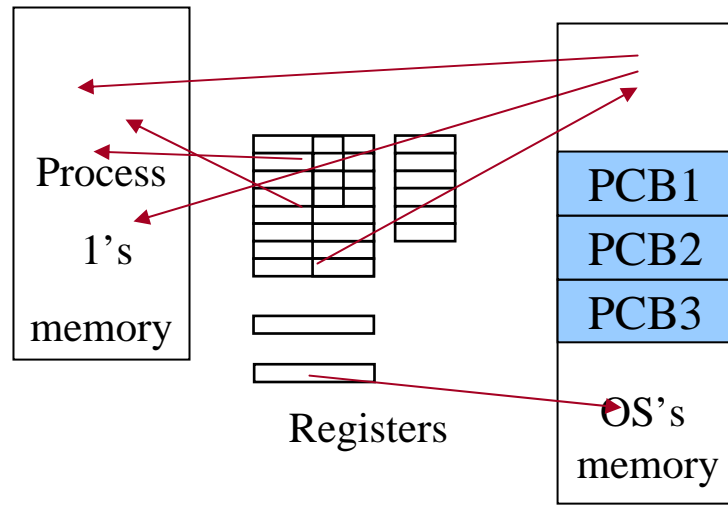 Process
1's
memory
Registers
PCB1
PCB2
PCB3
OS's
memory